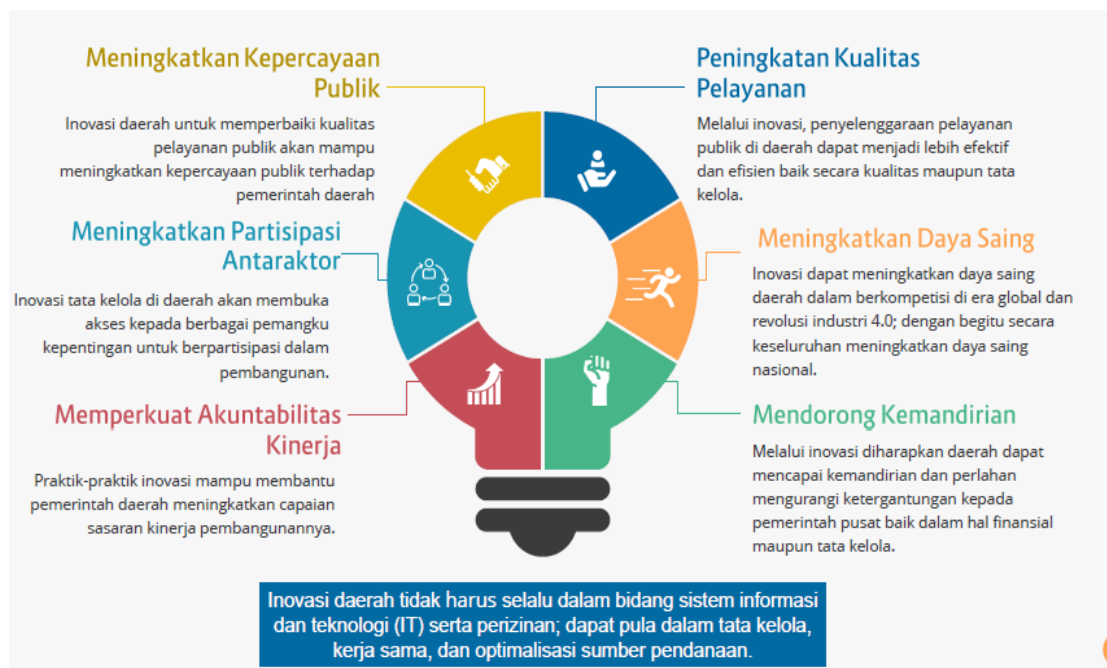 Meningkatkan Kepercayaan
Publik
Inovasi daerah untuk memperbaiki kualitas
pelayanan publik akan mampu
meningkatkan kepercayaan publik terhadap
pemerintah daerah
Meningkatkan Partisipasi
Antaraktor
Inovasi tata kelola di daerah akan membuka
akses kepada berbagai pemangku
kepentingan untuk berpartisipasi dalam
pembangunan.
Memperkuat Akuntabilitas
Kinerja
Praktik-praktik inovasi mampu membantu
pemerintah daerah meningkatkan capaian
sasaran kinerja pembangunannya.
Peningkatan Kualitas
Pelayanan
Melalui inovasi, penyelenggaraan pelayanan
publik di daerah dapat menjadi lebih efektif
dan efisien baik secara kualitas maupun tata
kelola.
Meningkatkan Daya Saing
Inovasi dapat meningkatkan daya saing
daerah dalam berkompetisi di era global dan
revolusi industri 4.0; dengan begitu secara
keseluruhan meningkatkan daya saing
nasional.
Mendorong Kemandirian
Melalui inovasi diharapkan daerah dapat
mencapai kemandirian dan perlahan
mengurangi ketergantungan kepada
pemerintah pusat baik dalam hal finansial
maupun tata kelola.
Inovasi daerah tidak harus selalu dalam bidang sistem informasi
dan teknologi (IT) serta perizinan; dapat pula dalam tata kelola,
kerja sama, dan optimalisasi sumber pendanaan.